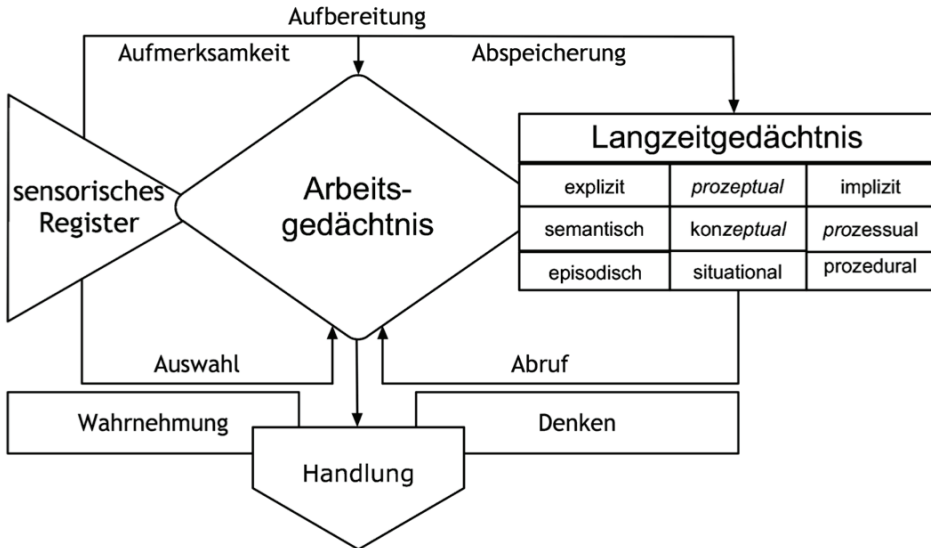 Aufbereitung
Aufmerksamkeit
Abspeicherung
sensorisches
Register
Arbeits-
gedächtnis
Langzeitgedächtnis
explizit prozeptual implizit
semantisch konzeptual prozessual
episodisch situational prozedural
Auswahl
Abruf
Wahrnehmung
Denken
Handlung